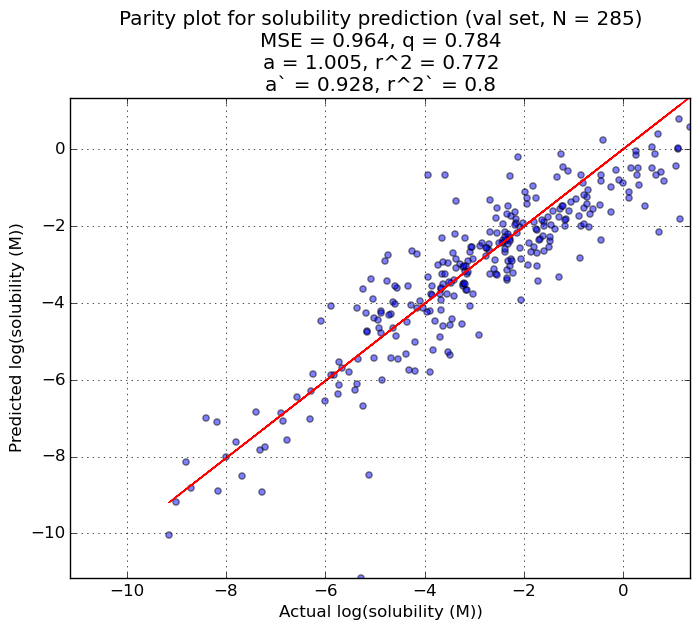 Parity plot for solubility prediction (val set, N = 285)
MSE = 0.964, q = 0.784
a = 1.005, r^2 = 0.772
a` = 0.928, r^2` = 0.8
0
−2
−4
−6
−8
−10
Predicted log(solubility (M))
−10 −8 −6 −4 −2 0
Actual log(solubility (M))